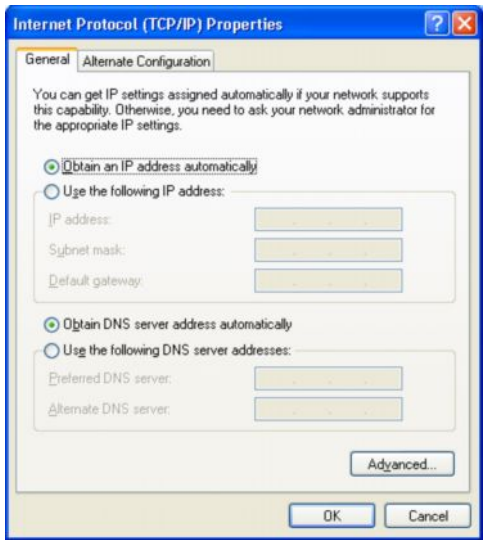 Internet Protocol (TCP/IP) Properties
General Alternate Configuration
You can get IP settings assigned automatically if your network supports
this capability. Otherwise, you need to ask your network administrator for
the appropriate IP settings.
Obtain an IP address automatically
Use the following IP address:
IP address:
Subnet mask:
Default gateway:
Obtain DNS server address automatically
Use the following DNS server addresses:
Preferred DNS server:
Alternate DNS server:
Advanced...
OK Cancel